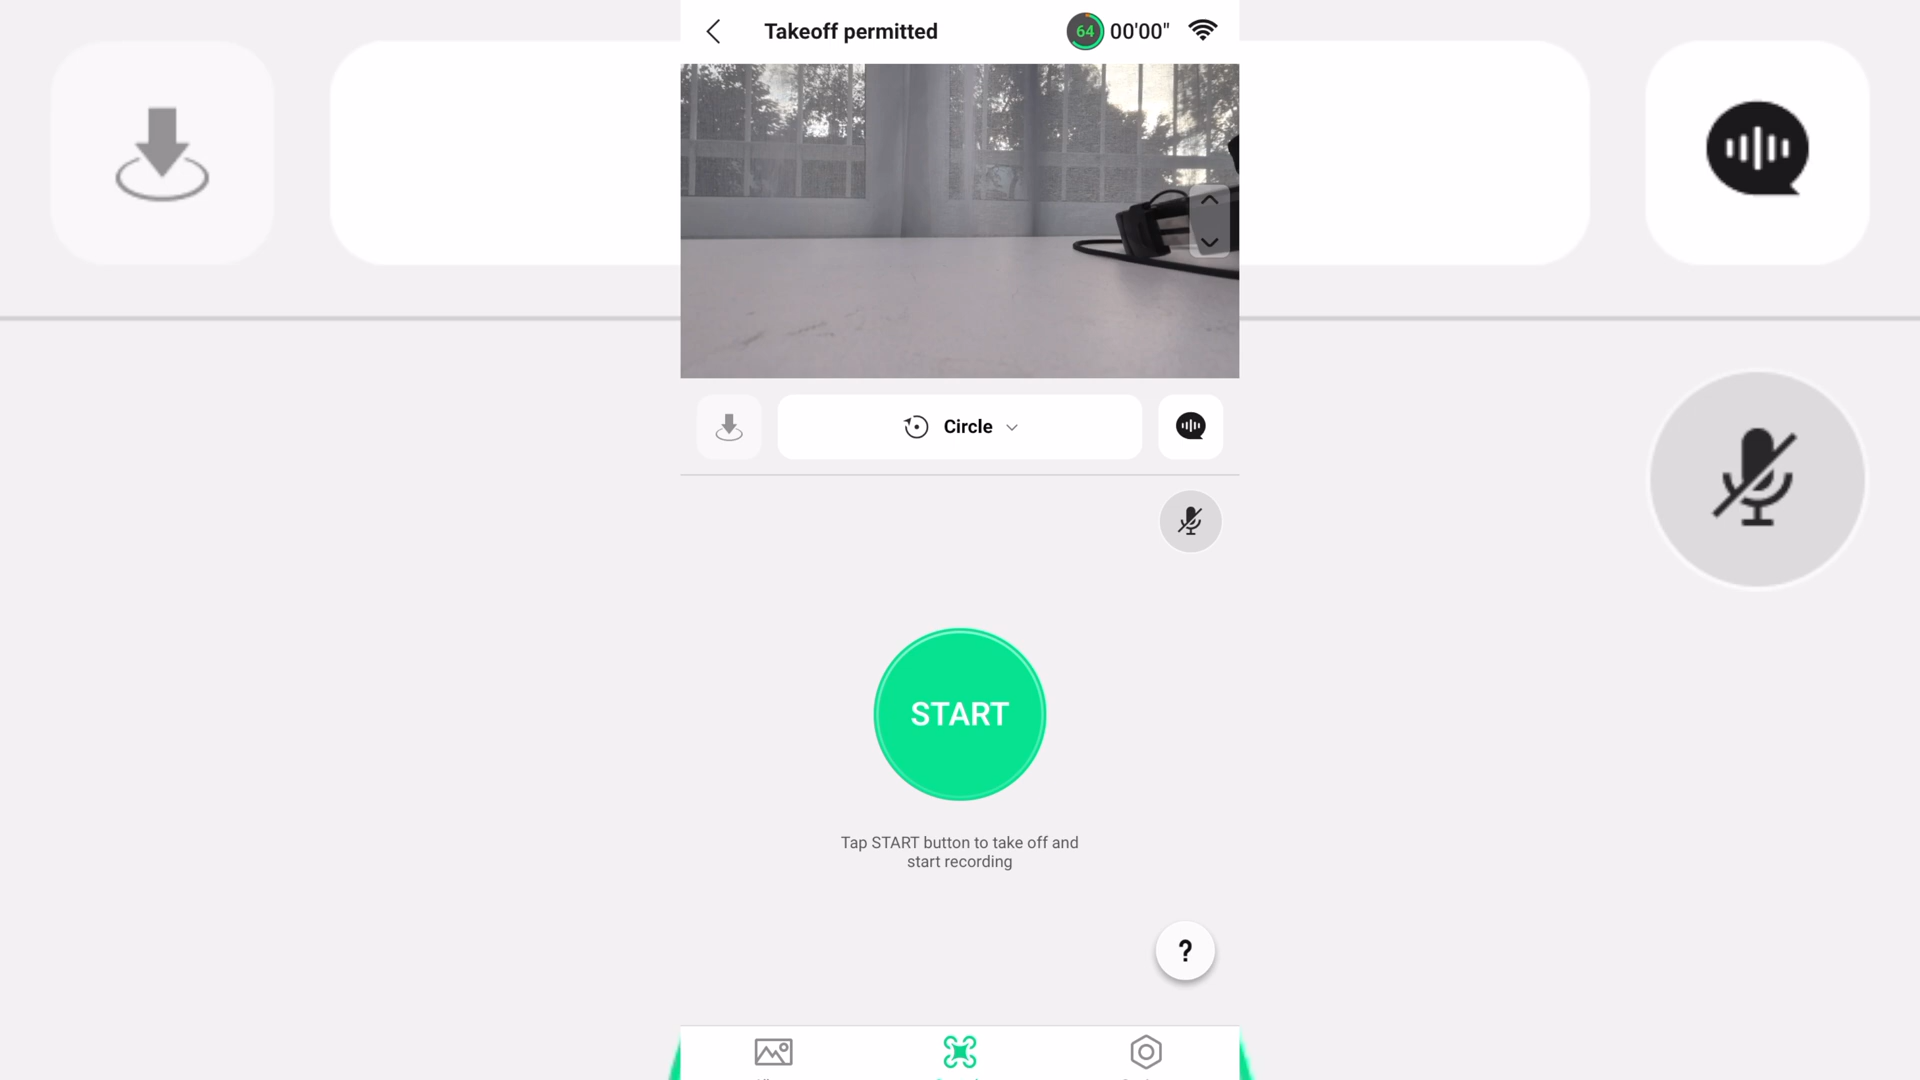 Takeoff permitted
64 00'00"
Circle
START
Tap START button to take off and
start recording
?